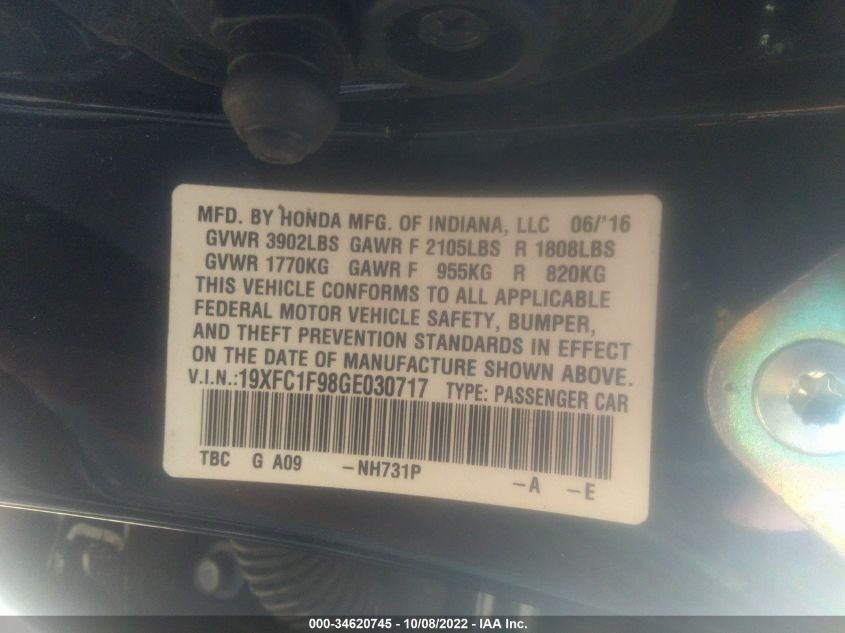 MFD. BY HONDA MFG. OF INDIANA, LLC 06/'16
GVWR 3902LBS GAWR F 2105LBS R 1808LBS
GVWR 1770KG GAWR F 955KG R 820KG
THIS VEHICLE CONFORMS TO ALL APPLICABLE
FEDERAL MOTOR VEHICLE SAFETY, BUMPER,
AND THEFT PREVENTION STANDARDS IN EFFECT
ON THE DATE OF MANUFACTURE SHOWN ABOVE.
V.I.N.:19XFC1F98GE030717 TYPE: PASSENGER CAR
TBC G A09 -NH731P -A -E
000-34620745 - 10/08/2022 - IAA Inc.